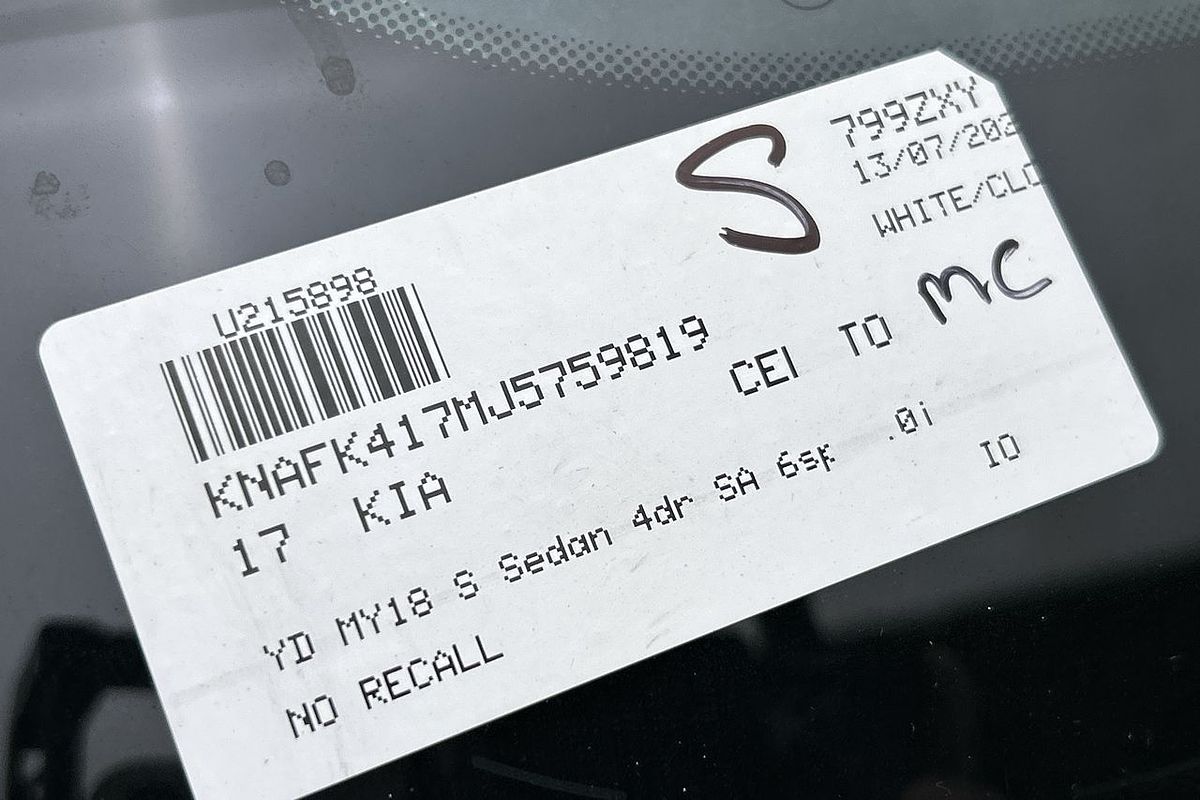 S
799ZXY
13/07/202
WHITE/CLO
U215898
KNAFK417MJ5759819
CEI TO MC
17 KIA
YD MY18 S Sedan 4dr SA 6sp .0i
IO
NO RECALL